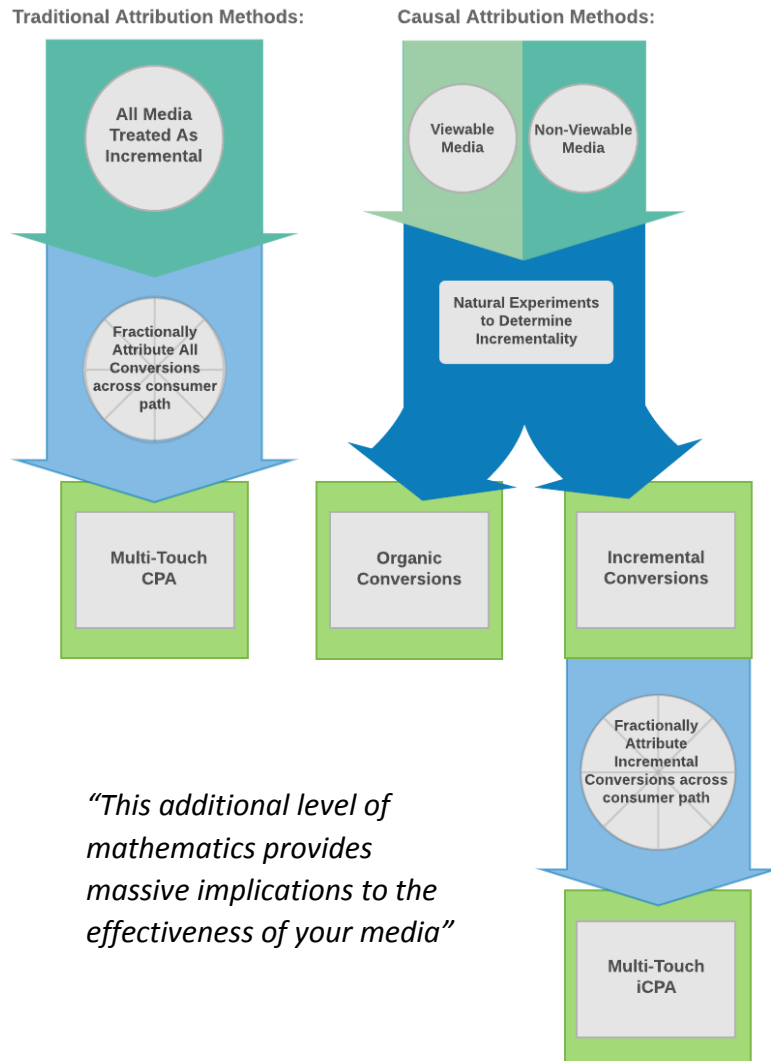 Traditional Attribution Methods:
All Media
Treated As
Incremental
Fractionally
Attribute All
Conversions
across consumer
path
Multi-Touch
CPA
Causal Attribution Methods:
Viewable
Media
Non-Viewable
Media
Natural Experiments
to Determine
Incrementality
Organic
Conversions
Incremental
Conversions
Fractionally
Attribute
Incremental
Conversions across
consumer path
Multi-Touch
iCPA
“This additional level of
mathematics provides
massive implications to the
effectiveness of your media”